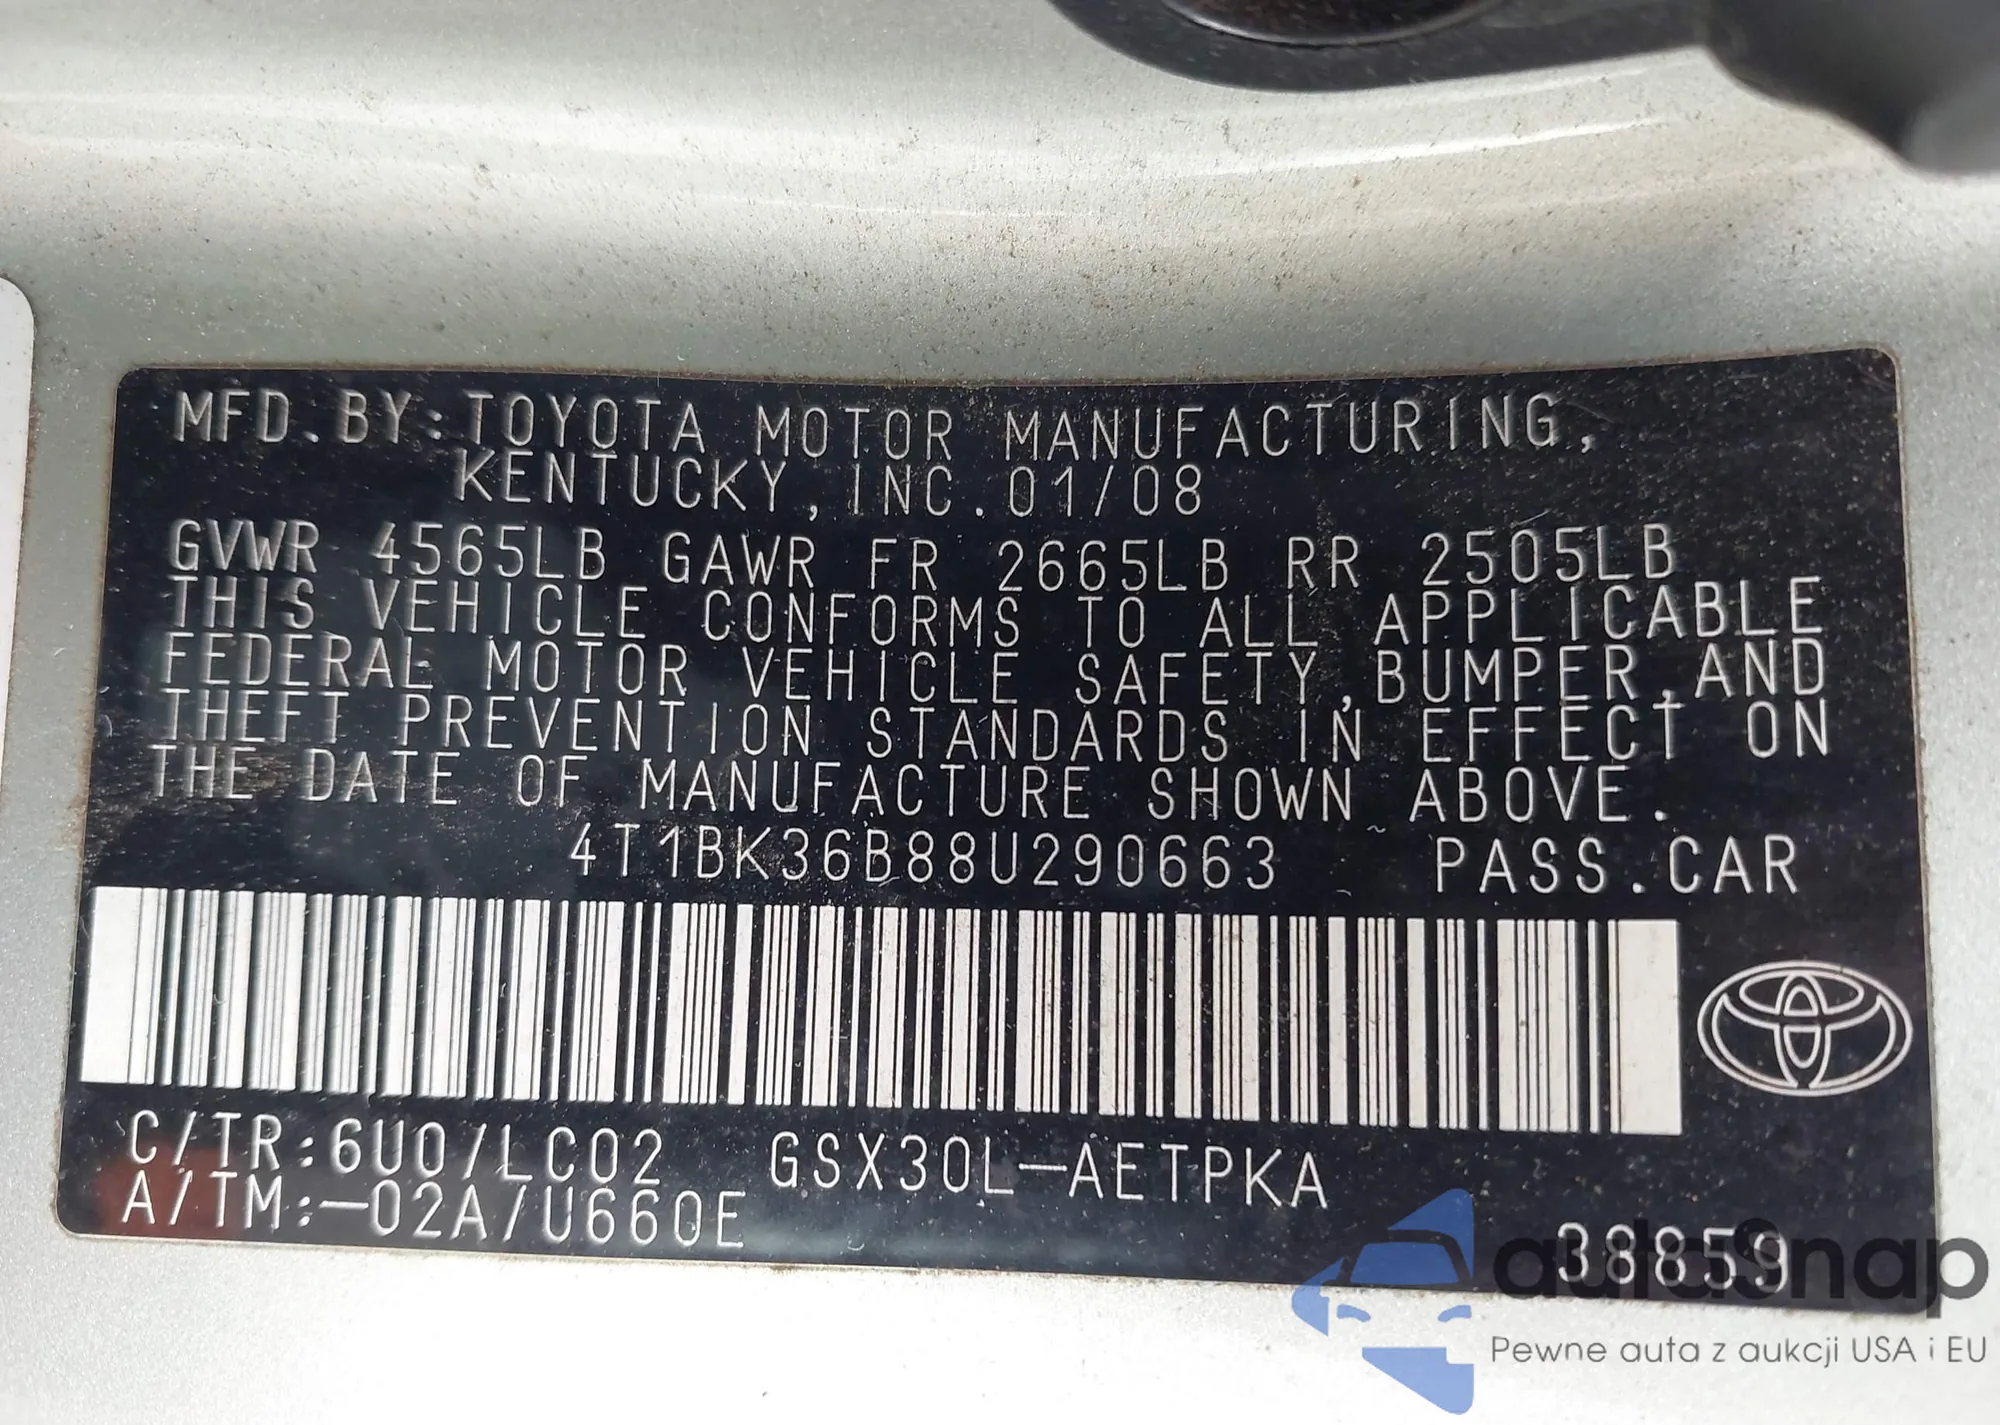 MFD.BY:TOYOTA MOTOR MANUFACTURING,
KENTUCKY, INC.01/08
GVWR 4565LB GAWR FR 2665LB RR 2505LB
THIS VEHICLE CONFORMS TO ALL APPLICABLE
FEDERAL MOTOR VEHICLE SAFETY,BUMPER,AND
THEFT PREVENTION STANDARDS IN EFFECT ON
THE DATE OF MANUFACTURE SHOWN ABOVE.
4T1BK36B88U290663 PASS.CAR
C/TR:6U0/LC02 GSX30L-AETPKA
A/TM:-02A/U660E
38859
autoSnap
Pewne auta z aukcji USA i EU